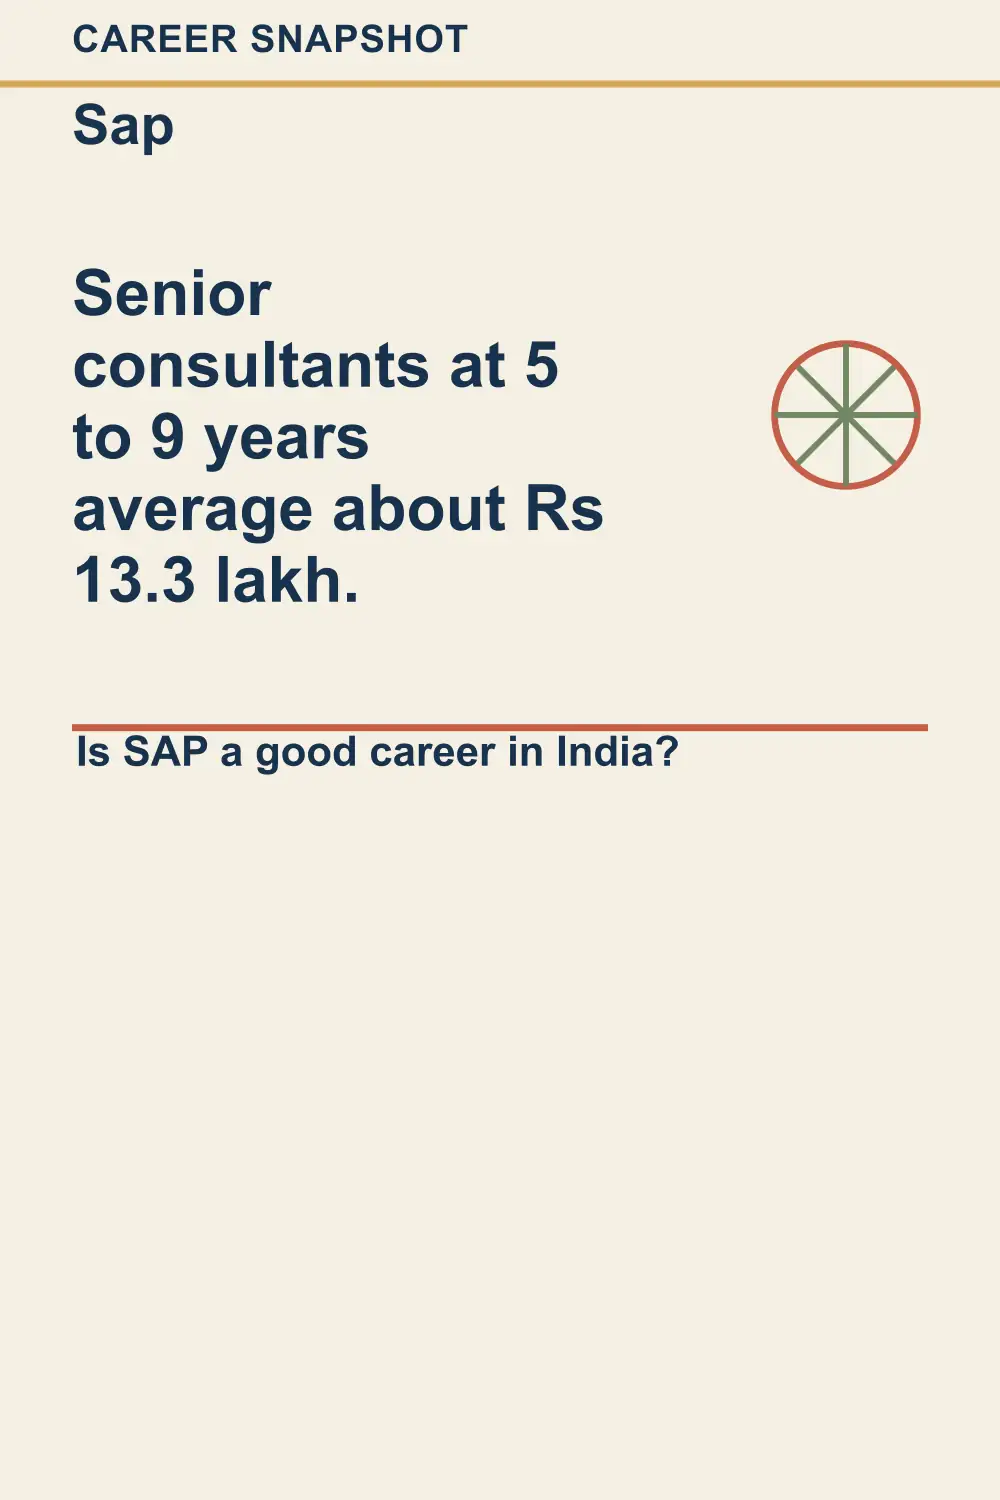 CAREER SNAPSHOT
Sap
Senior
consultants at 5
to 9 years
average about Rs
13.3 lakh.
Is SAP a good career in India?